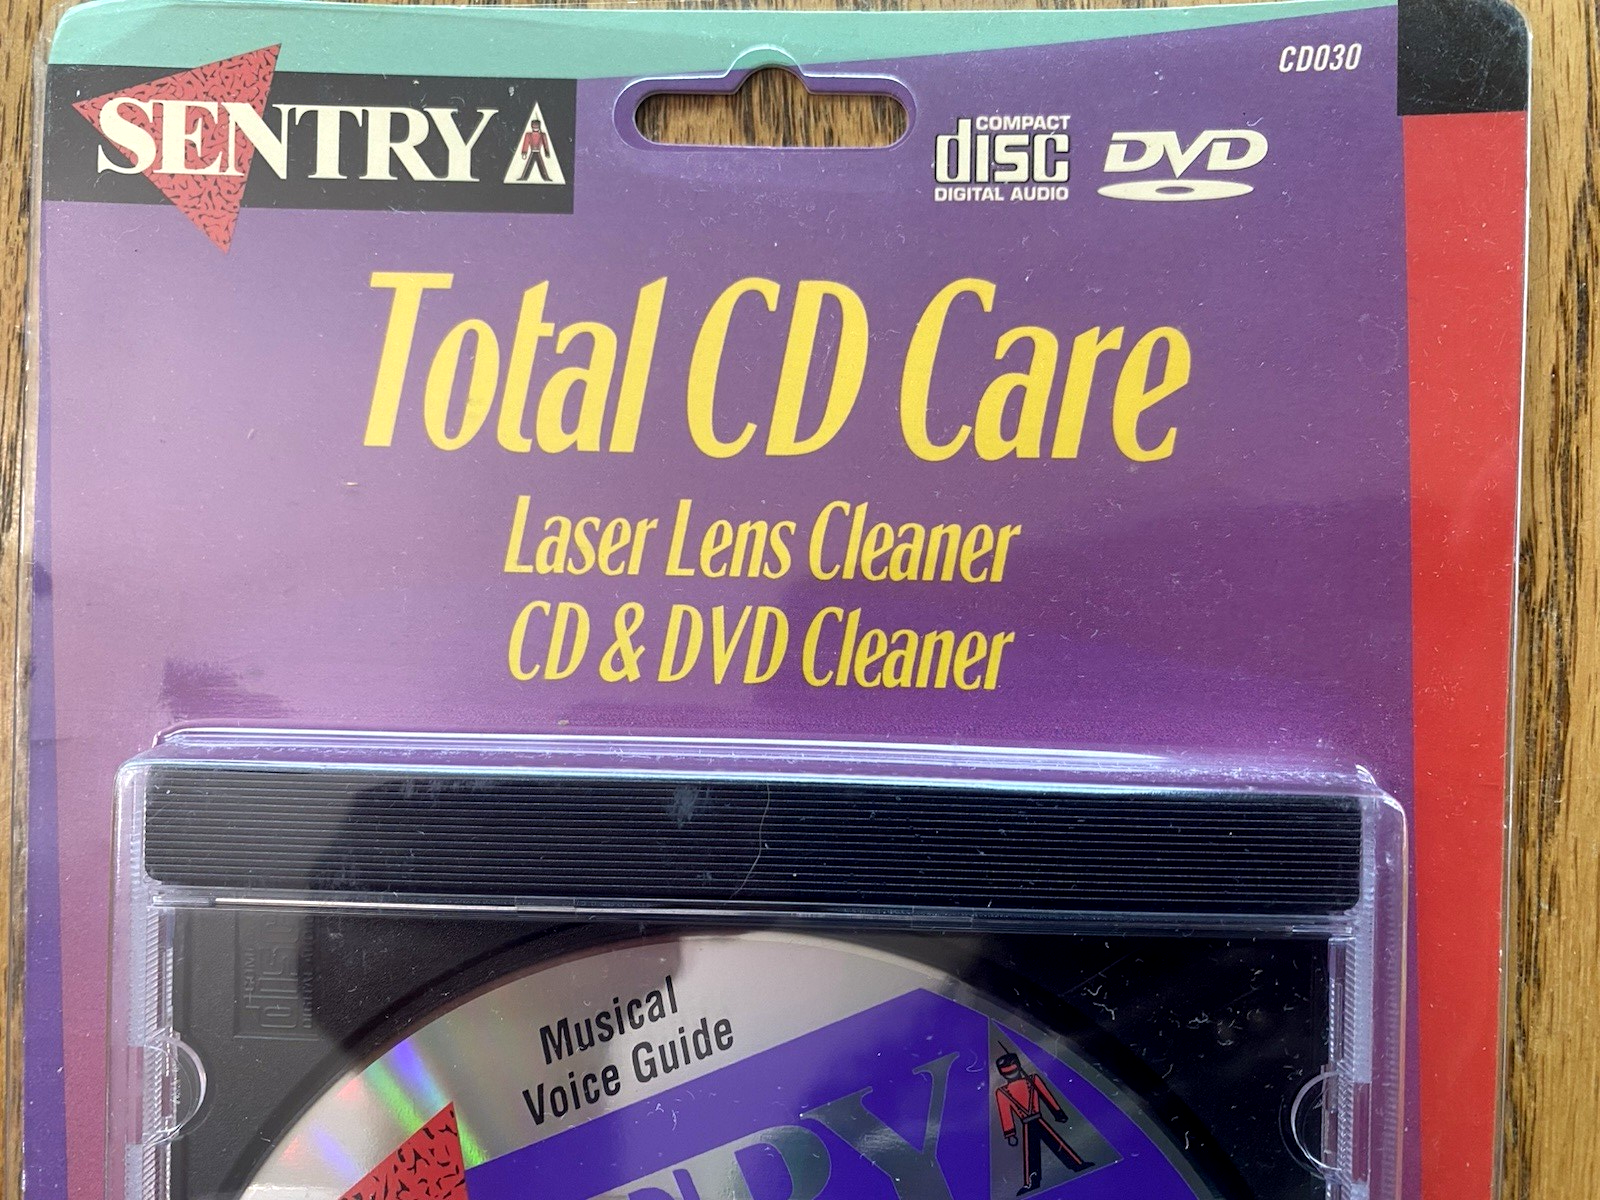 CD030
SENTRY
COMPACT
disc
DIGITAL AUDIO
DVD
Total CD Care
Laser Lens Cleaner
CD & DVD Cleaner
Musical
Voice Guide